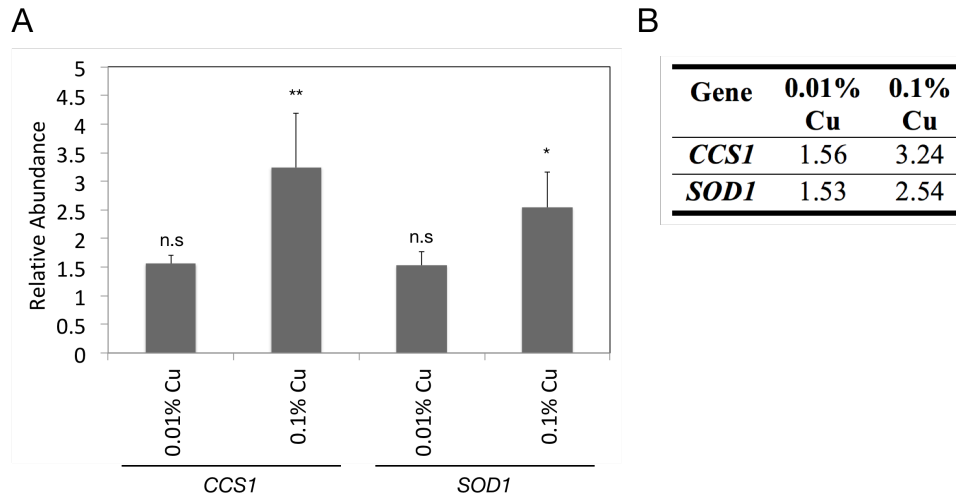 A
B
Relative Abundance
5
4.5
4
3.5
3
2.5
2
1.5
1
0.5
0
n.s
**
n.s
*
0.01% Cu
0.1% Cu
0.01% Cu
0.1% Cu
CCS1
SOD1
Gene 0.01% Cu 0.1% Cu
CCS1 1.56 3.24
SOD1 1.53 2.54